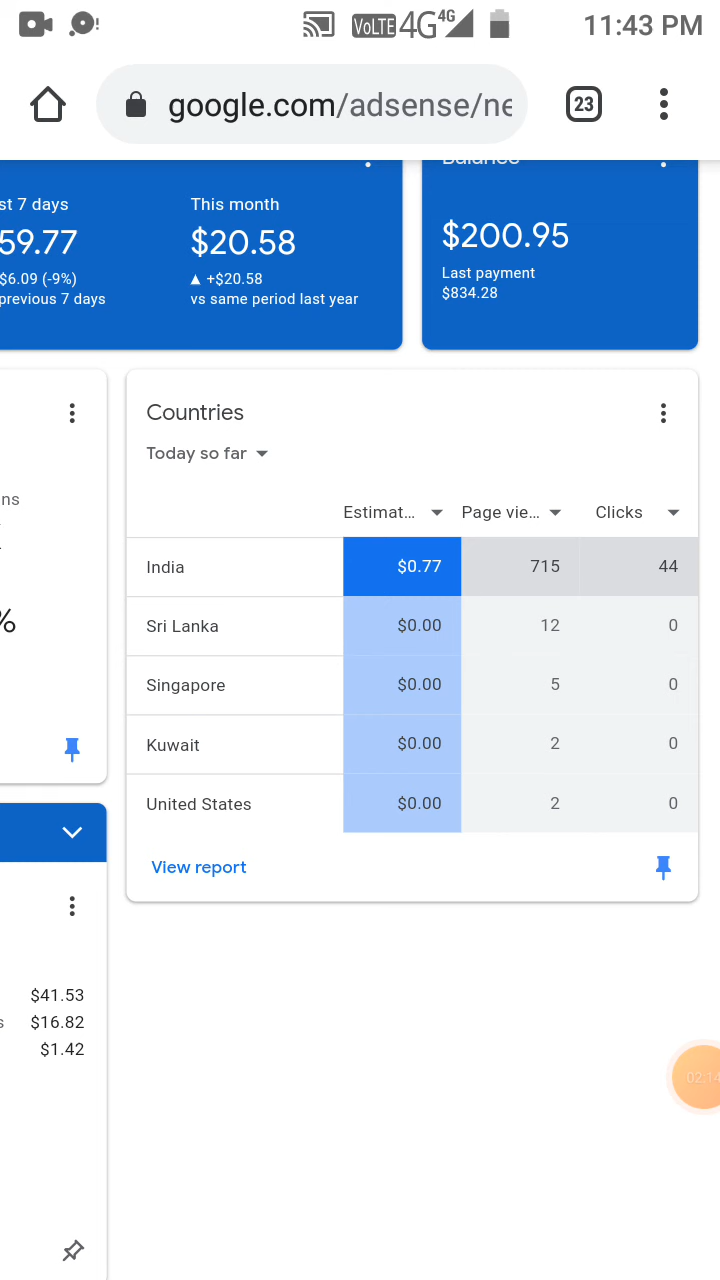 VoLTE 4G 4G 11:43 PM
google.com/adsense/ne
23
Balance
st 7 days
59.77
$6.09 (-9%)
previous 7 days
This month
$20.58
▲ +$20.58
vs same period last year
$200.95
Last payment
$834.28
ns
%
Countries
Today so far
Estimat... Page vie... Clicks
India $0.77 715 44
Sri Lanka $0.00 12 0
Singapore $0.00 5 0
Kuwait $0.00 2 0
United States $0.00 2 0
View report
$41.53
s $16.82
$1.42